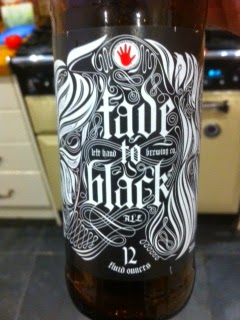 fade
to
left hand brewing co.
black
ALE
12
fluid ounces